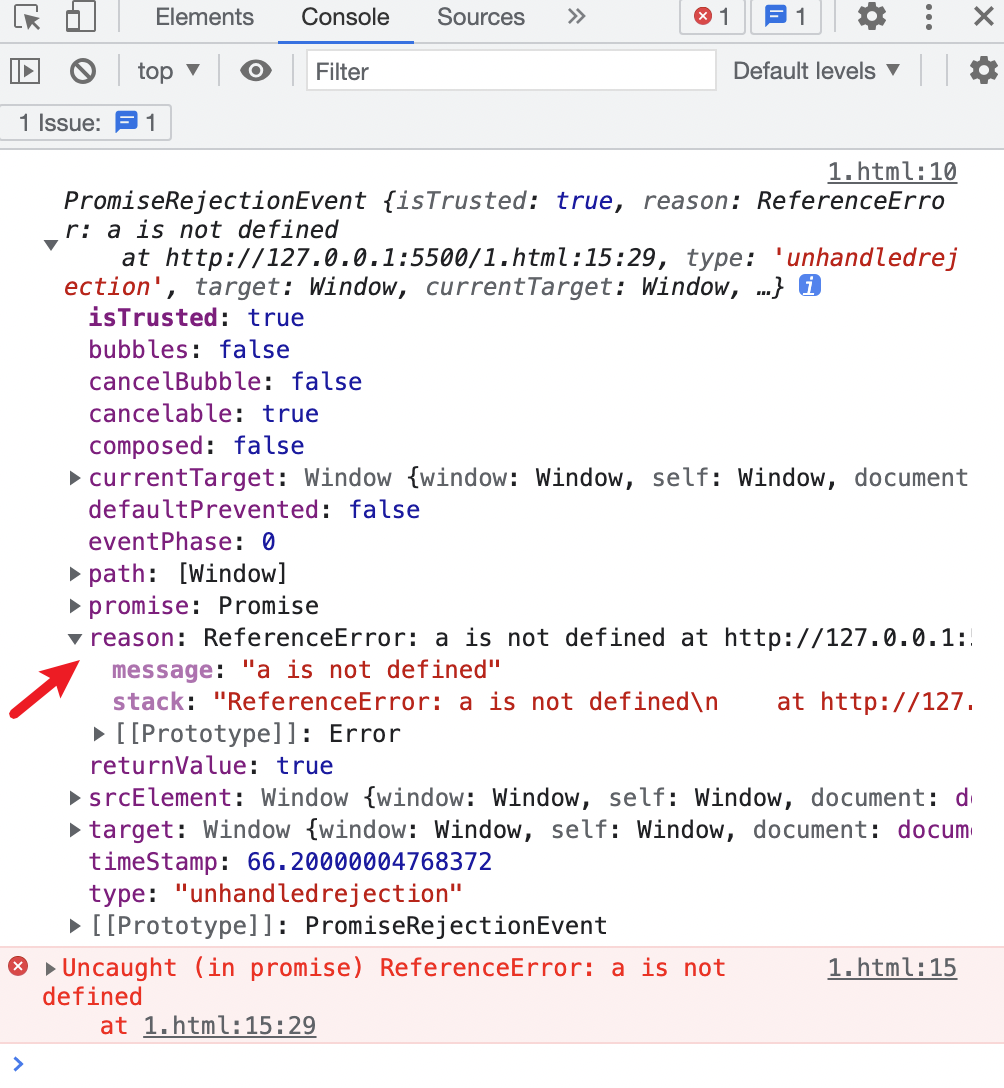 Elements Console Sources 1 1
top Filter Default levels
1 Issue: 1
1.html:10
PromiseRejectionEvent {isTrusted: true, reason: ReferenceErro
r: a is not defined
at http://127.0.0.1:5500/1.html:15:29, type: 'unhandledrej
ection', target: Window, currentTarget: Window, …} i
isTrusted: true
bubbles: false
cancelBubble: false
cancelable: true
composed: false
currentTarget: Window {window: Window, self: Window, document
defaultPrevented: false
eventPhase: 0
path: [Window]
promise: Promise
reason: ReferenceError: a is not defined at http://127.0.0.1:
message: "a is not defined"
stack: "ReferenceError: a is not defined\n    at http://127.
[[Prototype]]: Error
returnValue: true
srcElement: Window {window: Window, self: Window, document: d
target: Window {window: Window, self: Window, document: docum
timeStamp: 66.20000004768372
type: "unhandledrejection"
[[Prototype]]: PromiseRejectionEvent
Uncaught (in promise) ReferenceError: a is not 1.html:15
defined
at 1.html:15:29